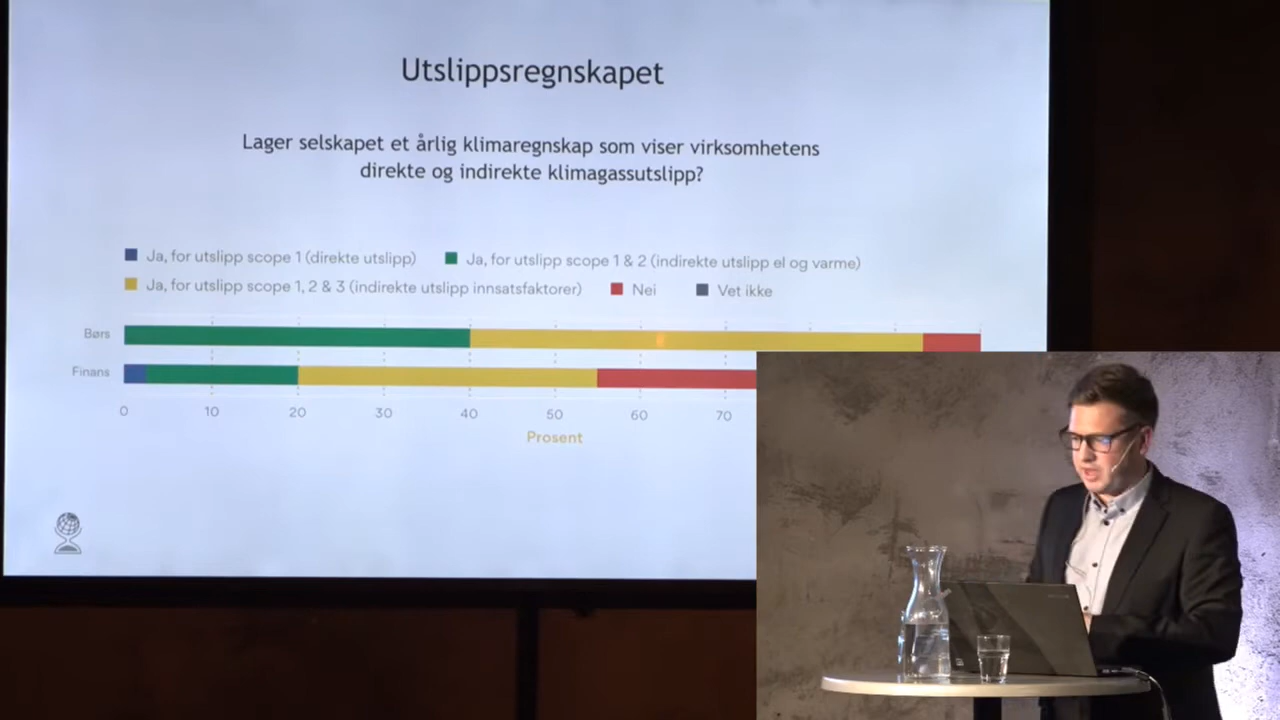 Utslippsregnskapet
Lager selskapet et årlig klimaregnskap som viser virksomhetens
direkte og indirekte klimagassutslipp?
Ja, for utslipp scope 1 (direkte utslipp) Ja, for utslipp scope 1 & 2 (indirekte utslipp el og varme)
Ja, for utslipp scope 1, 2 & 3 (indirekte utslipp innsatsfaktorer) Nei Vet ikke
Børs
Finans
0 10 20 30 40 50 60 70
Prosent